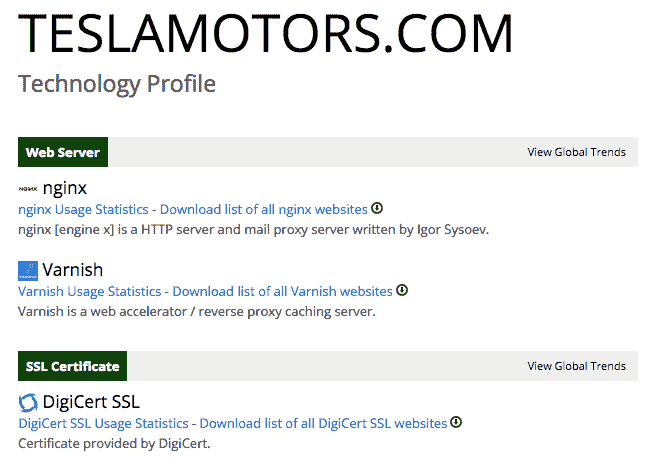 TESLAMOTORS.COM
Technology Profile
Web Server View Global Trends
NGINX nginx
nginx Usage Statistics - Download list of all nginx websites
nginx [engine x] is a HTTP server and mail proxy server written by Igor Sysoev.
Varnish
Varnish Usage Statistics - Download list of all Varnish websites
Varnish is a web accelerator / reverse proxy caching server.
SSL Certificate View Global Trends
DigiCert SSL
DigiCert SSL Usage Statistics - Download list of all DigiCert SSL websites
Certificate provided by DigiCert.